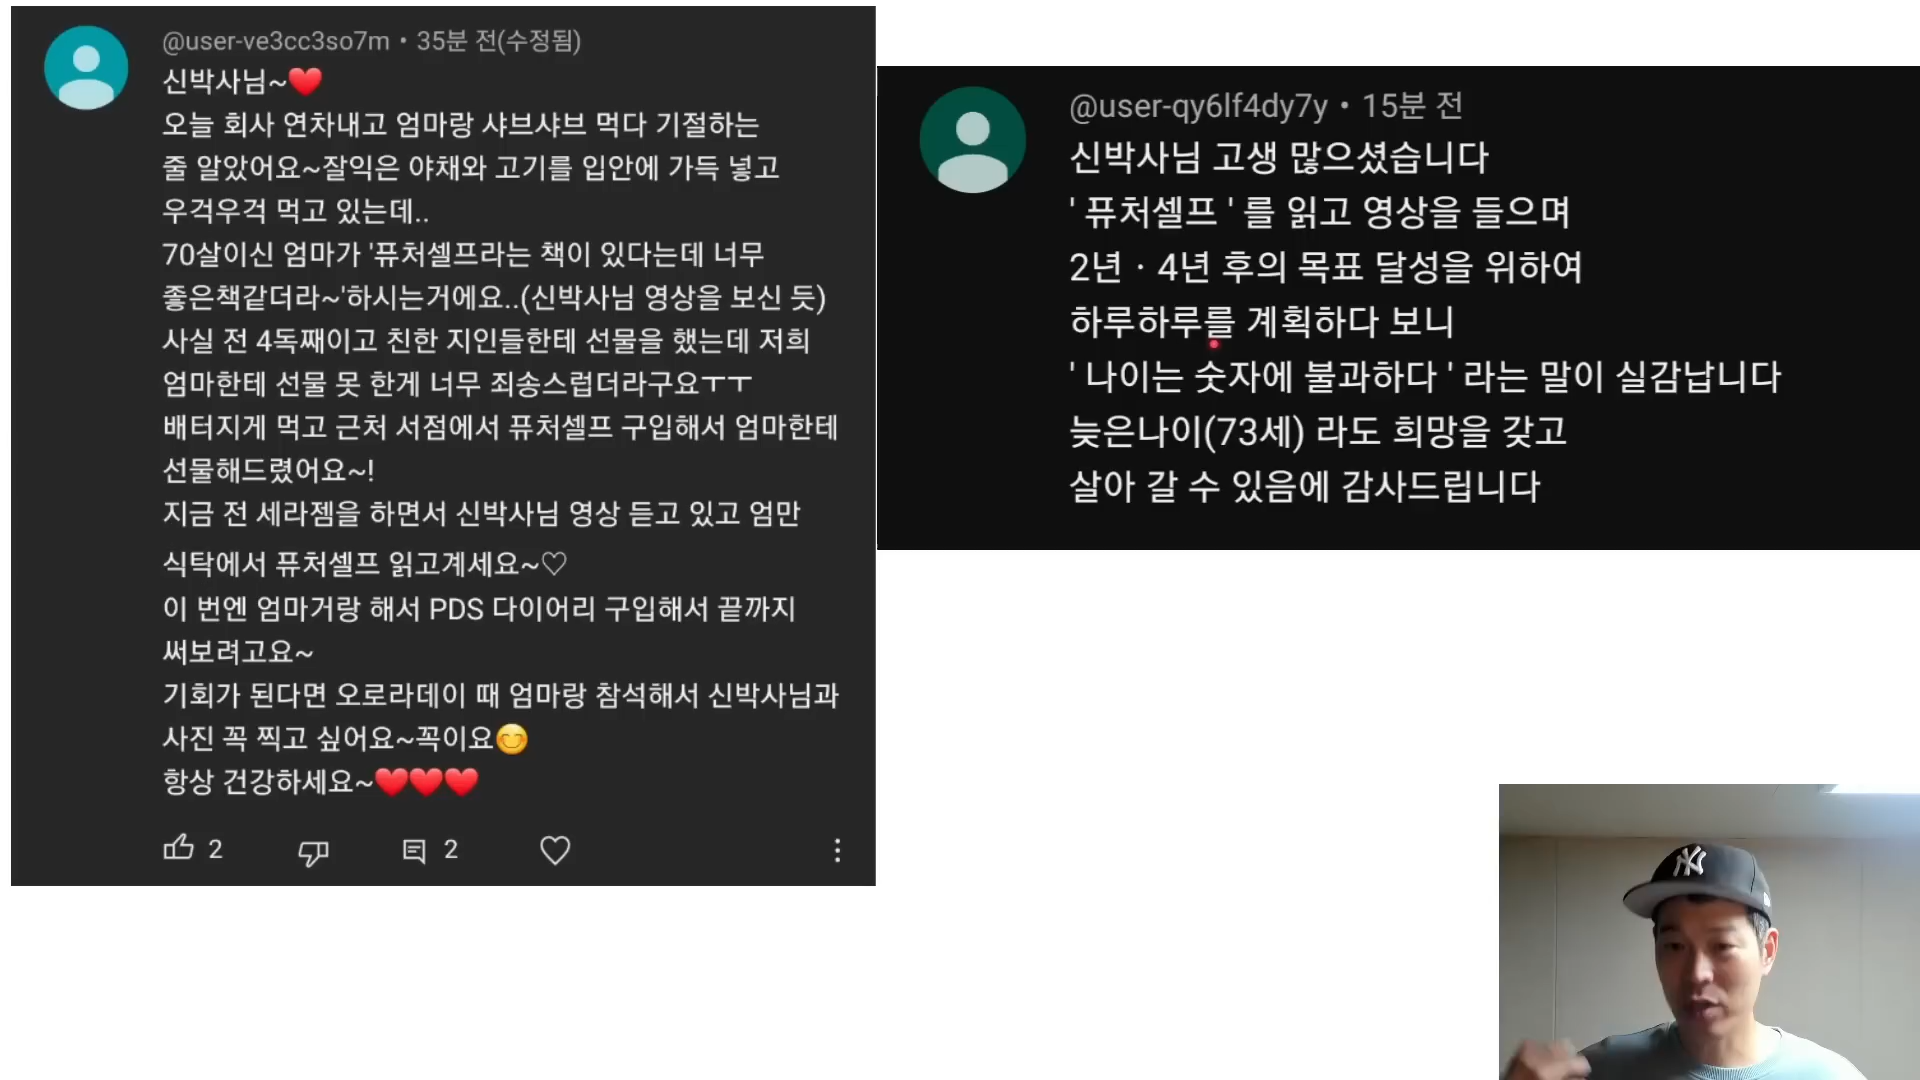 @user-ve3cc3so7m • 35분 전(수정됨)
신박사님~❤️
오늘 회사 연차내고 엄마랑 샤브샤브 먹다 기절하는
줄 알았어요~잘익은 야채와 고기를 입안에 가득 넣고
우걱우걱 먹고 있는데..
70살이신 엄마가 '퓨처셀프라는 책이 있다는데 너무
좋은책같더라~'하시는거에요..(신박사님 영상을 보신 듯)
사실 전 4독째이고 친한 지인들한테 선물을 했는데 저희
엄마한테 선물 못 한게 너무 죄송스럽더라구요ㅜㅜ
배터지게 먹고 근처 서점에서 퓨처셀프 구입해서 엄마한테
선물해드렸어요~!
지금 전 세라젬을 하면서 신박사님 영상 듣고 있고 엄만
식탁에서 퓨처셀프 읽고계세요~♡
이 번엔 엄마거랑 해서 PDS 다이어리 구입해서 끝까지
써보려고요~
기회가 된다면 오로라데이 때 엄마랑 참석해서 신박사님과
사진 꼭 찍고 싶어요~꼭이요😊
항상 건강하세요~❤️❤️❤️
2 2
@user-qy6lf4dy7y • 15분 전
신박사님 고생 많으셨습니다
' 퓨처셀프 ' 를 읽고 영상을 들으며
2년 · 4년 후의 목표 달성을 위하여
하루하루를 계획하다 보니
' 나이는 숫자에 불과하다 ' 라는 말이 실감납니다
늦은나이(73세) 라도 희망을 갖고
살아 갈 수 있음에 감사드립니다
NY